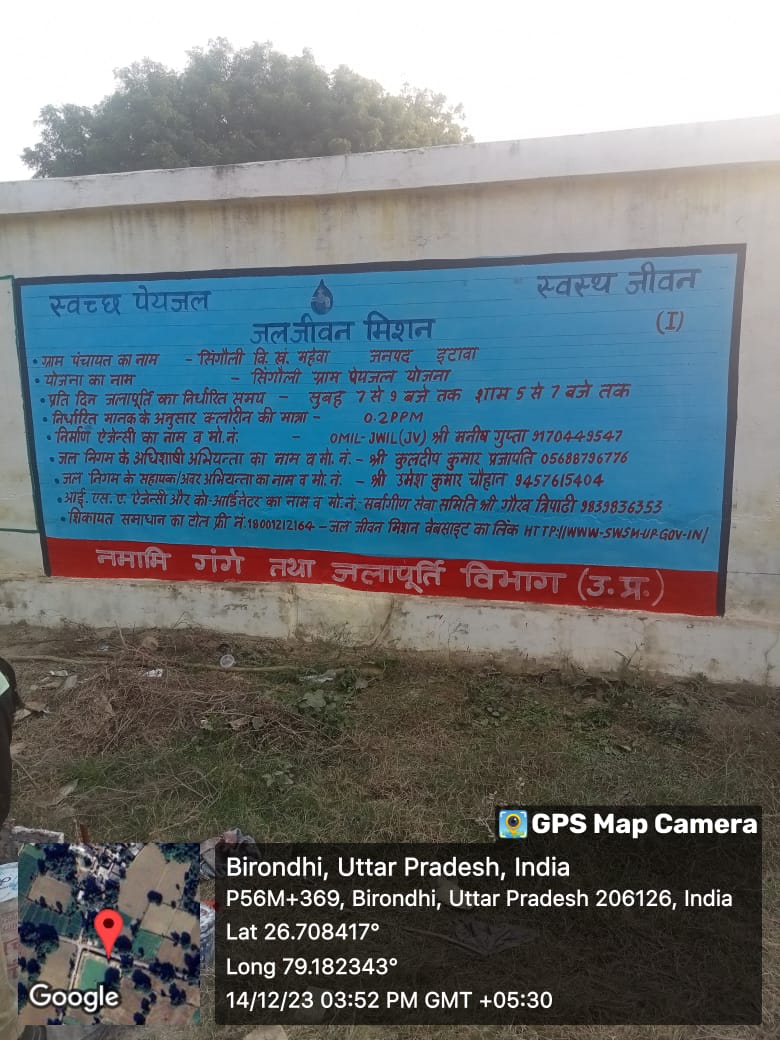 स्वच्छ पेयजल
स्वस्थ जीवन
जलजीवन मिशन
(I)
• ग्राम पंचायत का नाम - सिंगौली वि. ख. महेवा जनपद इटावा
• योजना का नाम - सिंगौली ग्राम पेयजल योजना
• प्रति दिन जलापूर्ति का निर्धारित समय - सुबह 7 से 9 बजे तक शाम 5 से 7 बजे तक
• निर्धारित मानक के अनुसार क्लोरीन की मात्रा - 0.2PPM
• निर्माण ऐजेन्सी का नाम व मो. नं: - OMIL-JWIL(JV) श्री मनीष गुप्ता 9170449547
• जल निगम के अधिशाषी अभियन्ता का नाम व मो. नं. - श्री कुलदीप कुमार प्रजापति 05688796776
• जल निगम के सहायक/अवर अभियन्ता का नाम व मो. नं. - श्री उमेश कुमार चौहान 9457615404
• आई. एस. ए. ऐजेन्सी और को-आर्डिनेटर का नाम व मो. नं.- सर्वागीण सेवा समिति श्री गौरव त्रिपाठी 9839836353
• शिकायत समाधान का टोल फ्री नं. 18001212164 - जल जीवन मिशन वेबसाइट का लिंक HTTP://WWW-SWSM-UP-GOV-IN/
नमामि गंगे तथा जलापूर्ति विभाग (उ. प्र.)
GPS Map Camera
Birondhi, Uttar Pradesh, India
P56M+369, Birondhi, Uttar Pradesh 206126, India
Lat 26.708417°
Long 79.182343°
14/12/23 03:52 PM GMT +05:30
Google